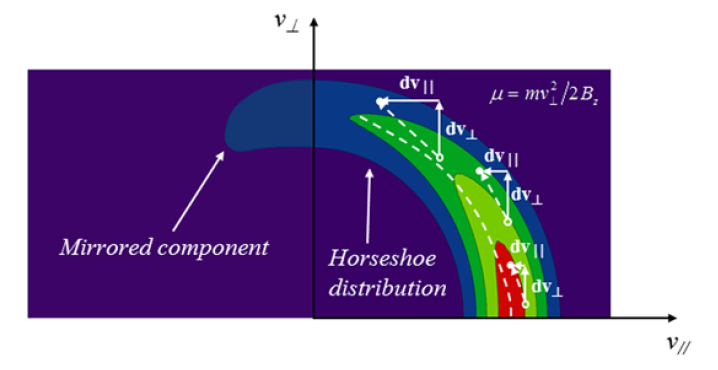 v⊥
dv||
μ = mv⊥²/2Bz
dv⊥
dv||
dv⊥
Mirrored component
Horseshoe
distribution
dv||
dv⊥
v//